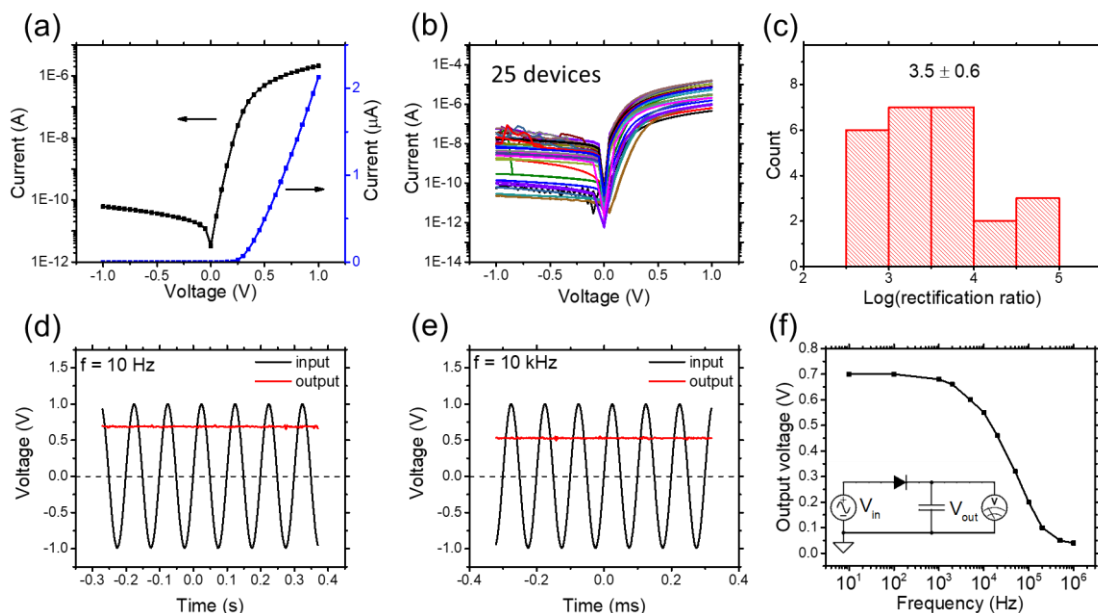 (a)
1E-6
1E-8
1E-10
1E-12
Current (A)
2
1
0
Current (μA)
-1.0 -0.5 0.0 0.5 1.0
Voltage (V)
(b)
25 devices
1E-4
1E-6
1E-8
1E-10
1E-12
1E-14
Current (A)
-1.0 -0.5 0.0 0.5 1.0
Voltage (V)
(c)
3.5 ± 0.6
8
6
4
2
0
Count
2 3 4 5
Log(rectification ratio)
(d)
f = 10 Hz
input
output
1.5
1.0
0.5
0.0
-0.5
-1.0
Voltage (V)
-0.3 -0.2 -0.1 0.0 0.1 0.2 0.3 0.4
Time (s)
(e)
f = 10 kHz
input
output
1.5
1.0
0.5
0.0
-0.5
-1.0
Voltage (V)
-0.4 -0.2 0.0 0.2 0.4
Time (ms)
(f)
0.8
0.7
0.6
0.5
0.4
0.3
0.2
0.1
0.0
Output voltage (V)
V_in
V_out
V
10^1 10^2 10^3 10^4 10^5 10^6
Frequency (Hz)